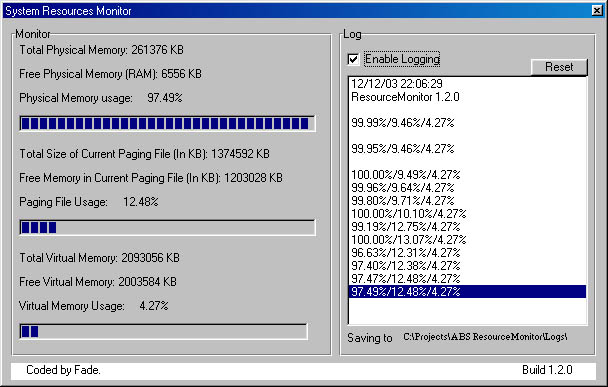 System Resources Monitor
Monitor
Total Physical Memory: 261376 KB
Free Physical Memory (RAM): 6556 KB
Physical Memory usage: 97.49%
Total Size of Current Paging File (In KB): 1374592 KB
Free Memory in Current Paging File (In KB): 1203028 KB
Paging File Usage: 12.48%
Total Virtual Memory: 2093056 KB
Free Virtual Memory: 2003584 KB
Virtual Memory Usage: 4.27%
Log
Enable Logging
Reset
12/12/03 22:06:29
ResourceMonitor 1.2.0
99.99%/9.46%/4.27%
99.95%/9.46%/4.27%
100.00%/9.49%/4.27%
99.96%/9.64%/4.27%
99.80%/9.71%/4.27%
100.00%/10.10%/4.27%
99.19%/12.75%/4.27%
100.00%/13.07%/4.27%
96.63%/12.31%/4.27%
97.40%/12.38%/4.27%
97.47%/12.48%/4.27%
97.49%/12.48%/4.27%
Saving to C:\Projects\ABS ResourceMonitor\Logs\
Coded by Fade.
Build 1.2.0